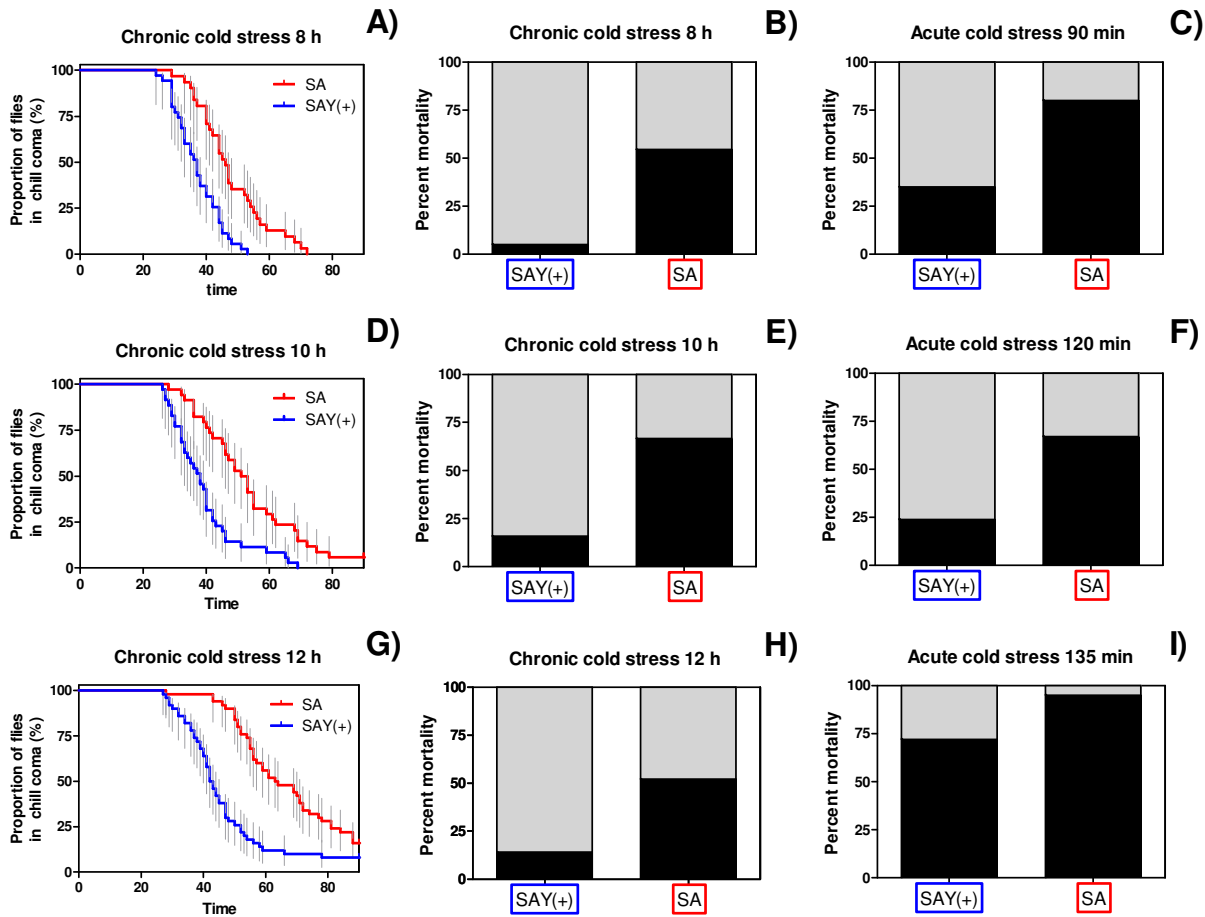 A)
Chronic cold stress 8 h
Proportion of flies
in chill coma (%)
100
75
50
25
0
SA
SAY(+)
0 20 40 60 80
time
B)
Chronic cold stress 8 h
Percent mortality
100
75
50
25
0
SAY(+) SA
C)
Acute cold stress 90 min
Percent mortality
100
75
50
25
0
SAY(+) SA
D)
Chronic cold stress 10 h
Proportion of flies
in chill coma (%)
100
75
50
25
0
SA
SAY(+)
0 20 40 60 80
Time
E)
Chronic cold stress 10 h
Percent mortality
100
75
50
25
0
SAY(+) SA
F)
Acute cold stress 120 min
Percent mortality
100
75
50
25
0
SAY(+) SA
G)
Chronic cold stress 12 h
Proportion of flies
in chill coma (%)
100
75
50
25
0
SA
SAY(+)
0 20 40 60 80
Time
H)
Chronic cold stress 12 h
Percent mortality
100
75
50
25
0
SAY(+) SA
I)
Acute cold stress 135 min
Percent mortality
100
75
50
25
0
SAY(+) SA